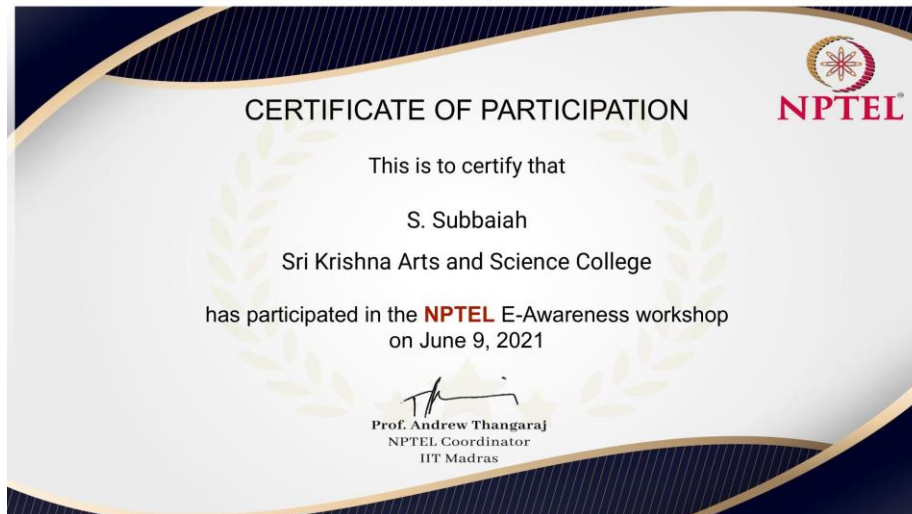 NPTEL
CERTIFICATE OF PARTICIPATION
This is to certify that
S. Subbaiah
Sri Krishna Arts and Science College
has participated in the NPTEL E-Awareness workshop
on June 9, 2021
Prof. Andrew Thangaraj
NPTEL Coordinator
IIT Madras